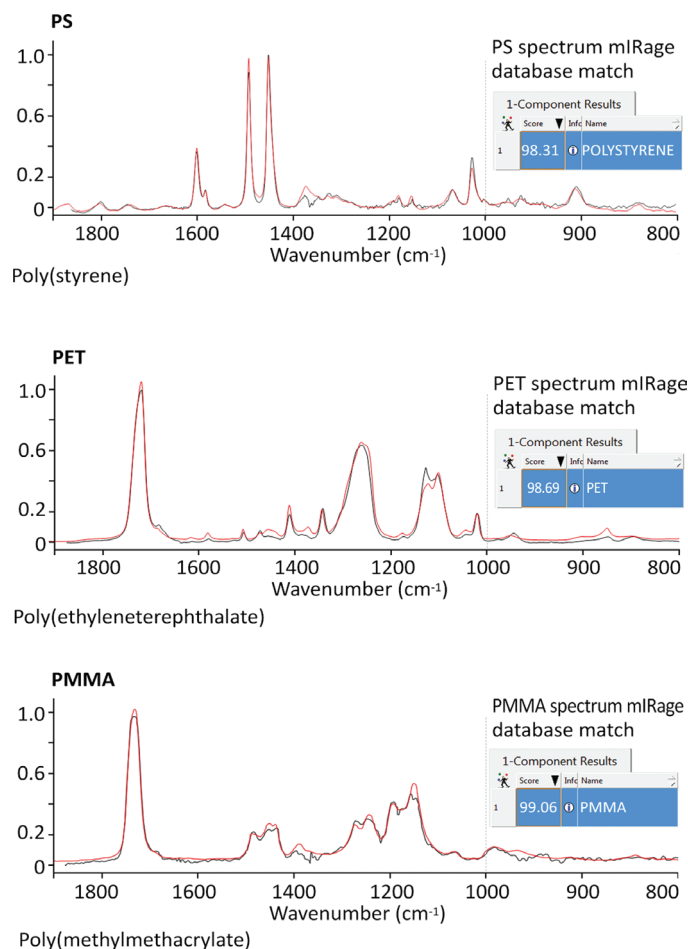 PS
PS spectrum mIRage
database match
1-Component Results
Score Info Name
1 98.31 POLYSTYRENE
1.0
0.6
0.2
0
1800 1600 1400 1200 1000 900 800
Wavenumber (cm-1)
Poly(styrene)
PET
PET spectrum mIRage
database match
1-Component Results
Score Info Name
1 98.69 PET
1.0
0.6
0.2
0
1800 1600 1400 1200 1000 900 800
Wavenumber (cm-1)
Poly(ethyleneterephthalate)
PMMA
PMMA spectrum mIRage
database match
1-Component Results
Score Info Name
1 99.06 PMMA
1.0
0.6
0.2
0
1800 1600 1400 1200 1000 900 800
Wavenumber (cm-1)
Poly(methylmethacrylate)